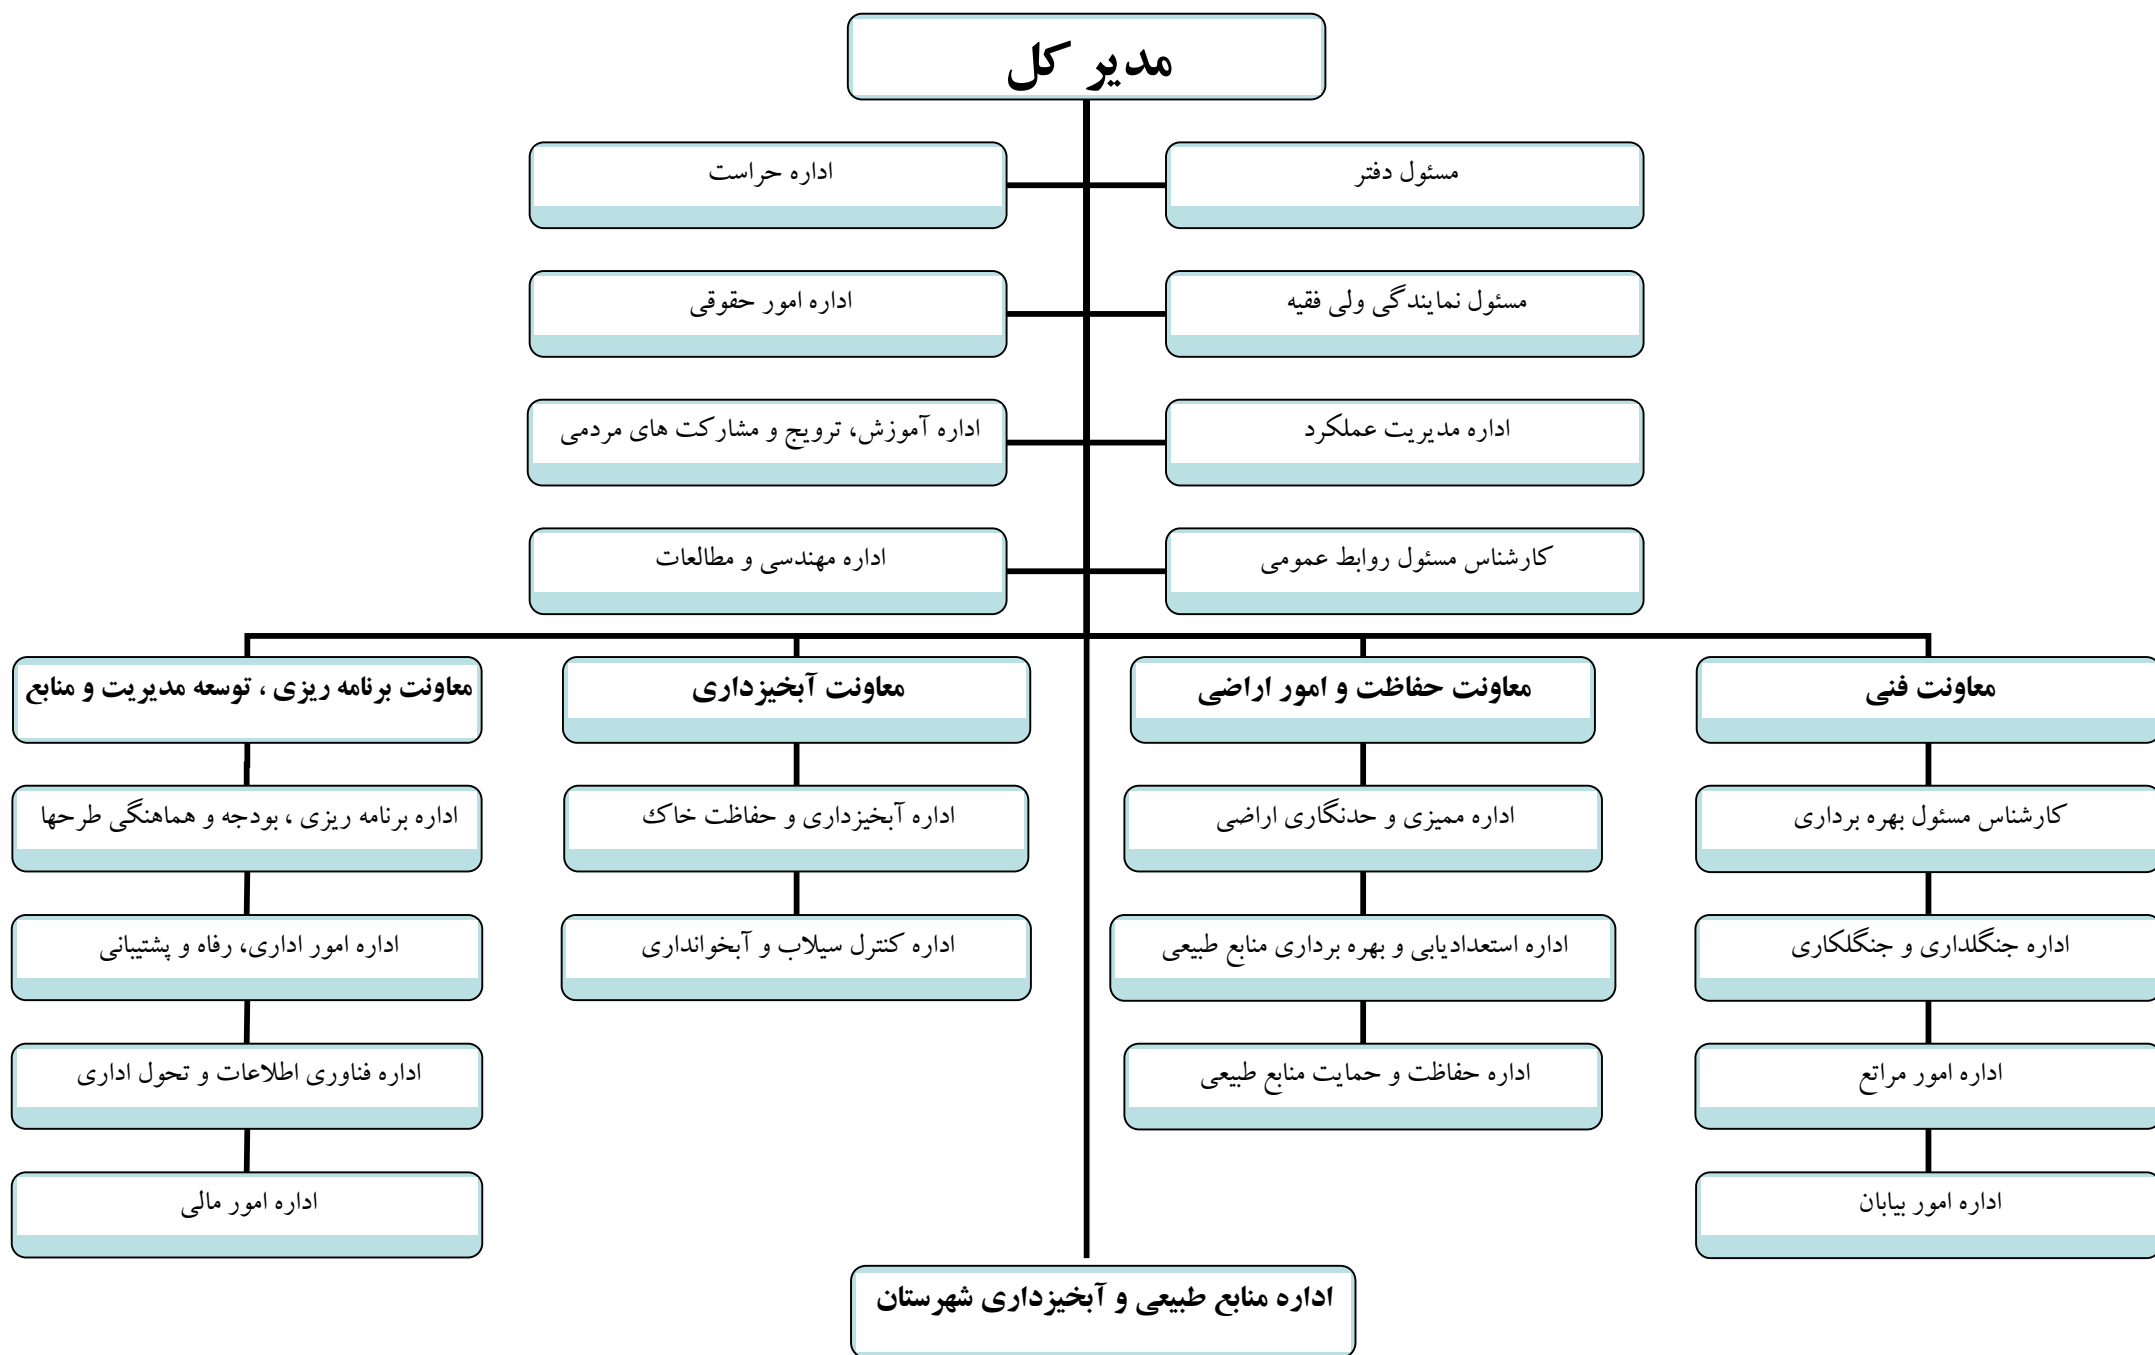 مدیر کل
مسئول دفتر
اداره حراست
مسئول نمایندگی ولی فقیه
اداره امور حقوقی
اداره مدیریت عملکرد
اداره آموزش، ترویج و مشارکت های مردمی
کارشناس مسئول روابط عمومی
اداره مهندسی و مطالعات
معاونت فنی
معاونت حفاظت و امور اراضی
معاونت آبخیزداری
معاونت برنامه ریزی ، توسعه مدیریت و منابع
کارشناس مسئول بهره برداری
اداره ممیزی و حدنگاری اراضی
اداره آبخیزداری و حفاظت خاک
اداره برنامه ریزی ، بودجه و هماهنگی طرحها
اداره جنگلداری و جنگلکاری
اداره استعدادیابی و بهره برداری منابع طبیعی
اداره کنترل سیلاب و آبخوانداری
اداره امور اداری، رفاه و پشتیبانی
اداره امور مراتع
اداره حفاظت و حمایت منابع طبیعی
اداره فناوری اطلاعات و تحول اداری
اداره امور بیابان
اداره امور مالی
اداره منابع طبیعی و آبخیزداری شهرستان